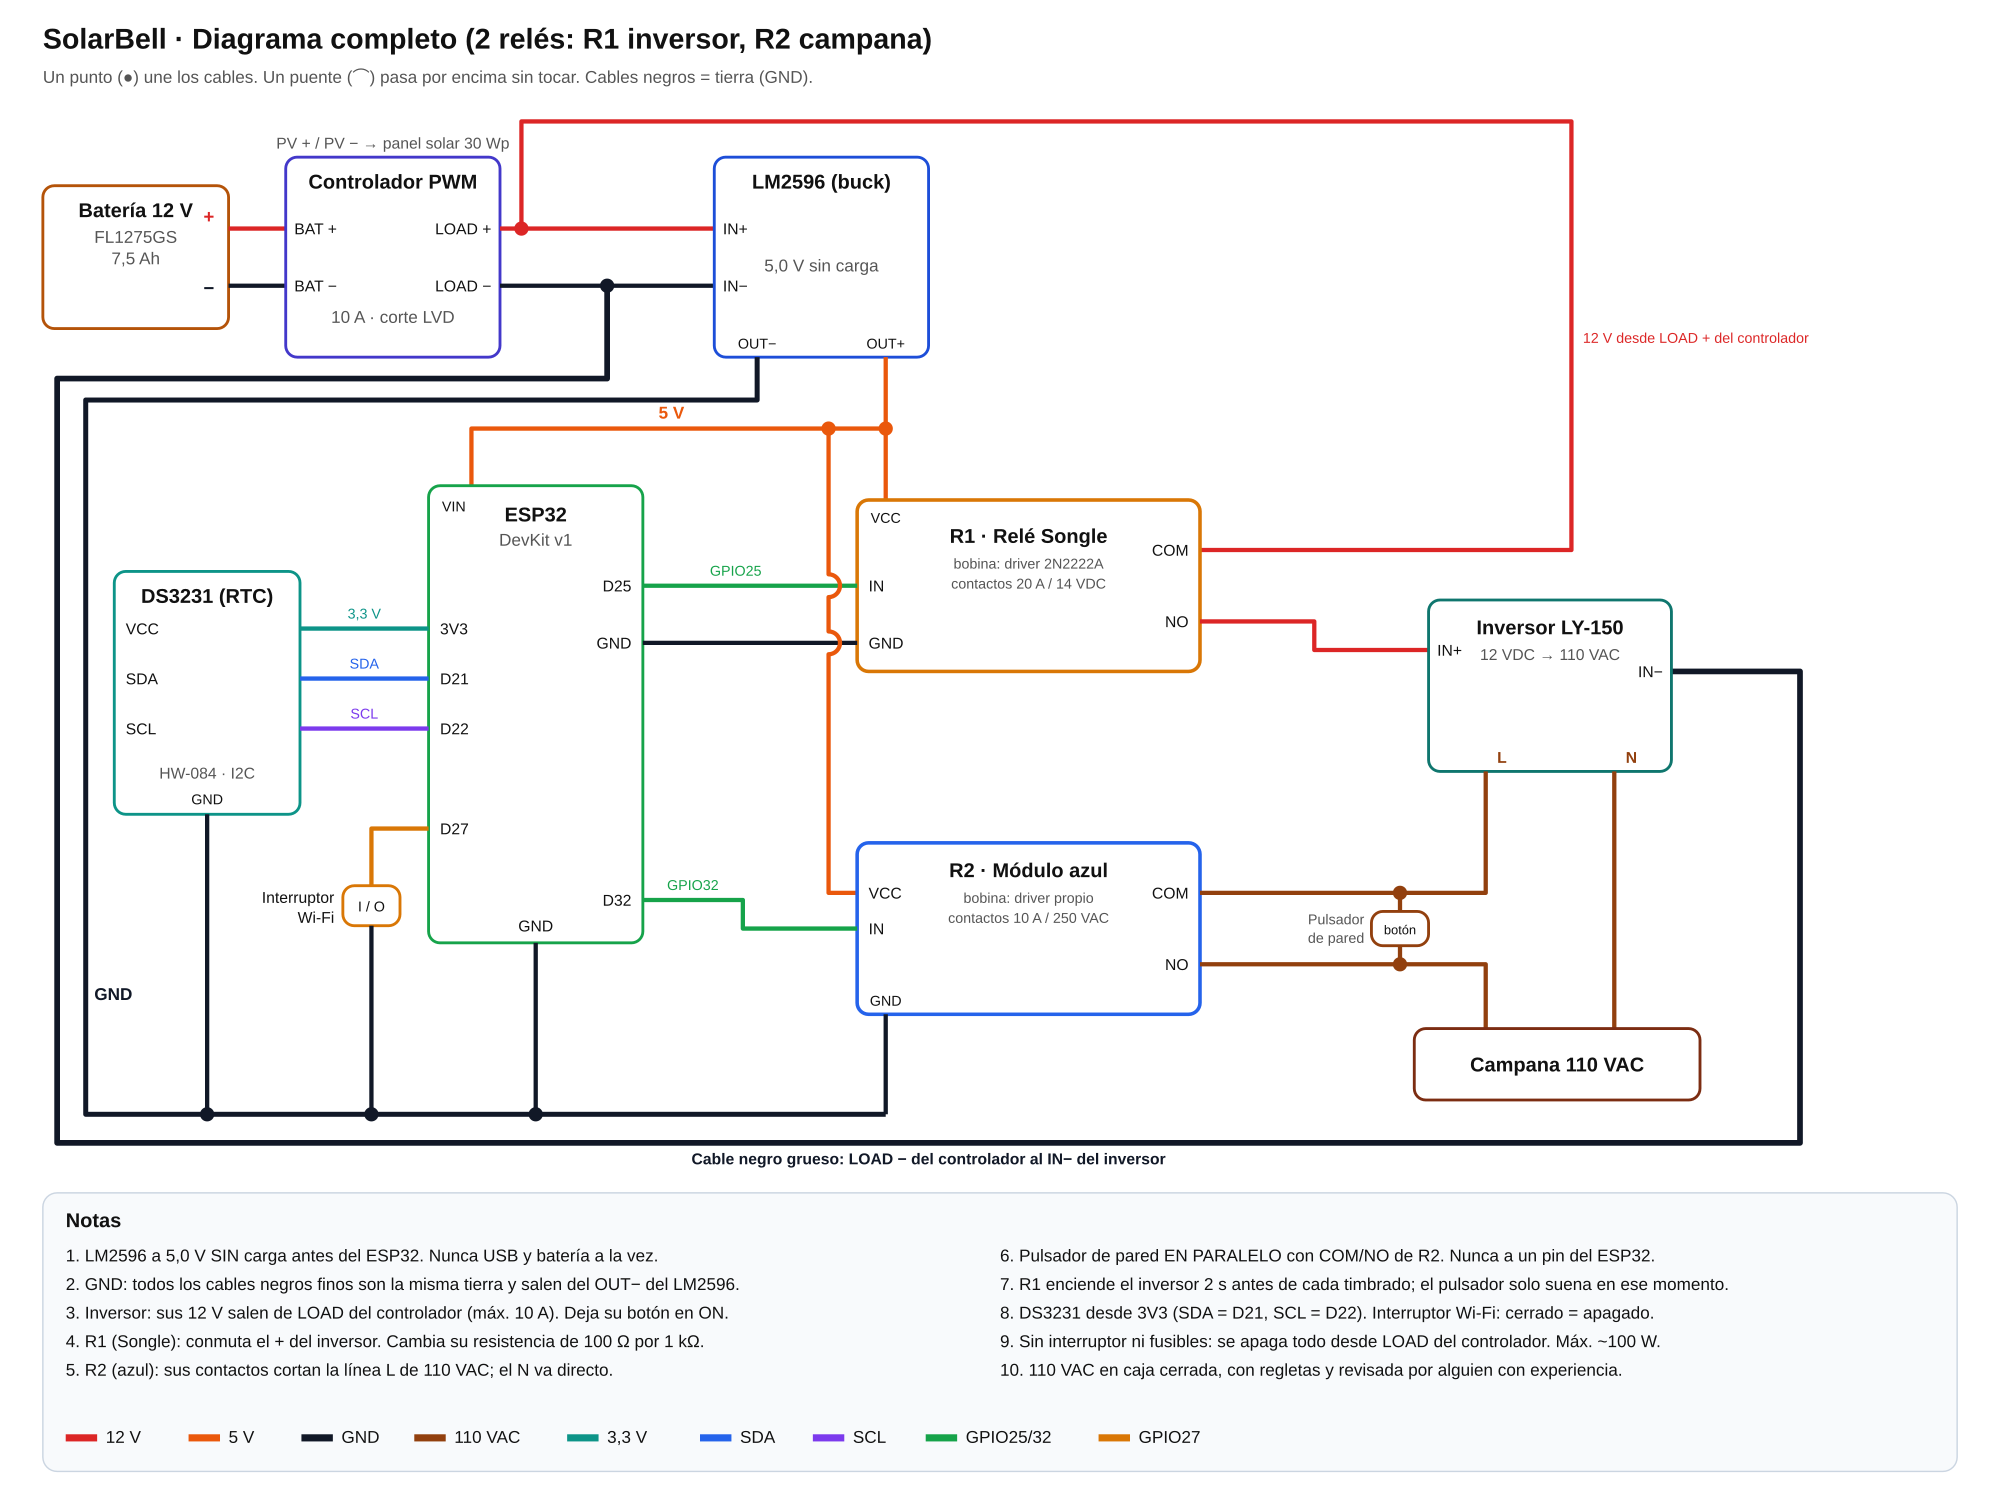 SolarBell · Diagrama completo (2 relés: R1 inversor, R2 campana)
Un punto (●) une los cables. Un puente (⌒) pasa por encima sin tocar. Cables negros = tierra (GND).
PV + / PV − → panel solar 30 Wp
Batería 12 V
+
FL1275GS
7,5 Ah
−
Controlador PWM
BAT +
LOAD +
BAT −
LOAD −
10 A · corte LVD
LM2596 (buck)
IN+
5,0 V sin carga
IN−
OUT−
OUT+
12 V desde LOAD + del controlador
5 V
VIN
ESP32
DevKit v1
D25
GND
3V3
D21
D22
D27
D32
GND
GPIO25
GPIO32
DS3231 (RTC)
VCC
SDA
SCL
HW-084 · I2C
GND
3,3 V
SDA
SCL
Interruptor
Wi-Fi
I / O
GND
VCC
R1 · Relé Songle
bobina: driver 2N2222A
contactos 20 A / 14 VDC
IN
GND
COM
NO
Inversor LY-150
12 VDC → 110 VAC
IN+
IN−
L
N
R2 · Módulo azul
bobina: driver propio
contactos 10 A / 250 VAC
VCC
IN
GND
COM
NO
Pulsador
de pared
botón
Campana 110 VAC
Cable negro grueso: LOAD − del controlador al IN− del inversor
Notas
1. LM2596 a 5,0 V SIN carga antes del ESP32. Nunca USB y batería a la vez.
2. GND: todos los cables negros finos son la misma tierra y salen del OUT− del LM2596.
3. Inversor: sus 12 V salen de LOAD del controlador (máx. 10 A). Deja su botón en ON.
4. R1 (Songle): conmuta el + del inversor. Cambia su resistencia de 100 Ω por 1 kΩ.
5. R2 (azul): sus contactos cortan la línea L de 110 VAC; el N va directo.
6. Pulsador de pared EN PARALELO con COM/NO de R2. Nunca a un pin del ESP32.
7. R1 enciende el inversor 2 s antes de cada timbrado; el pulsador solo suena en ese momento.
8. DS3231 desde 3V3 (SDA = D21, SCL = D22). Interruptor Wi-Fi: cerrado = apagado.
9. Sin interruptor ni fusibles: se apaga todo desde LOAD del controlador. Máx. ~100 W.
10. 110 VAC en caja cerrada, con regletas y revisada por alguien con experiencia.
12 V
5 V
GND
110 VAC
3,3 V
SDA
SCL
GPIO25/32
GPIO27